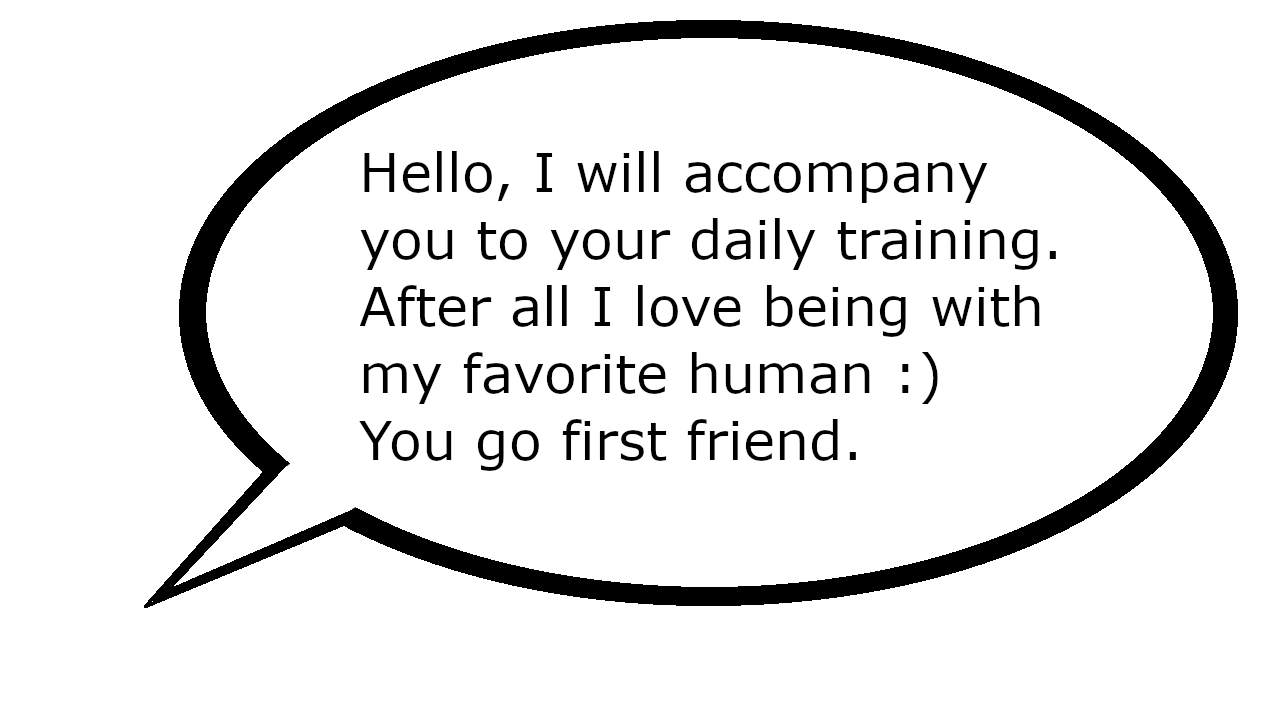 Hello, I will accompany
you to your daily training.
After all I love being with
my favorite human :)
You go first friend.